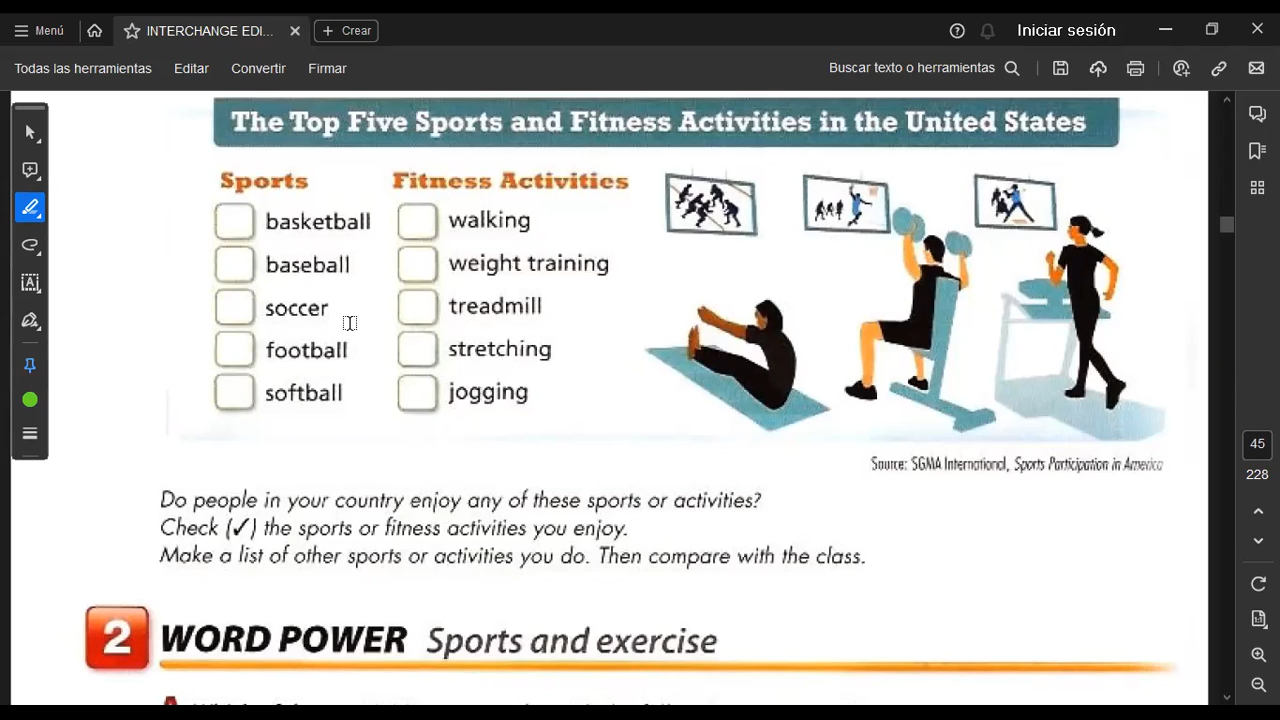 Menú
INTERCHANGE EDI...
Crear
Iniciar sesión
Todas las herramientas
Editar
Convertir
Firmar
Buscar texto o herramientas
The Top Five Sports and Fitness Activities in the United States
Sports
Fitness Activities
basketball
walking
baseball
weight training
soccer
treadmill
football
stretching
softball
jogging
Source: SGMA International, Sports Participation in America
45
228
Do people in your country enjoy any of these sports or activities?
Check (✓) the sports or fitness activities you enjoy.
Make a list of other sports or activities you do. Then compare with the class.
2 WORD POWER Sports and exercise